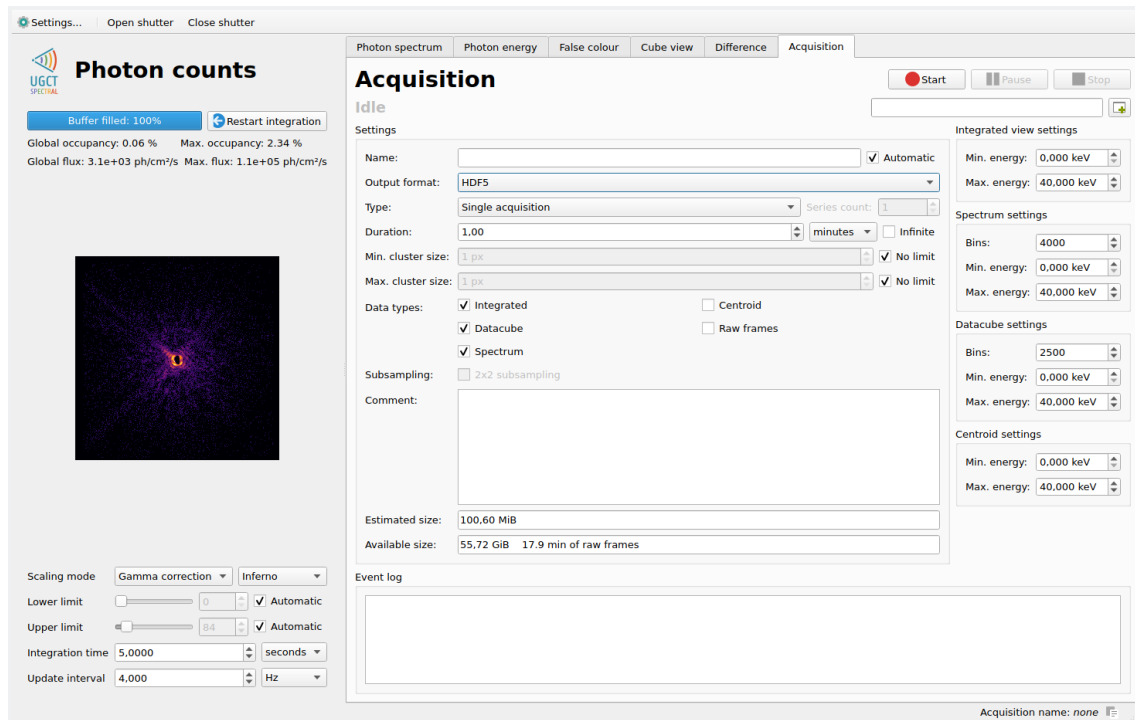 Settings... Open shutter Close shutter
UGCT
SPECTRAL
Photon counts
Buffer filled: 100% Restart integration
Global occupancy: 0.06 % Max. occupancy: 2.34 %
Global flux: 3.1e+03 ph/cm²/s Max. flux: 1.1e+05 ph/cm²/s
Scaling mode Gamma correction Inferno
Lower limit 0 Automatic
Upper limit 84 Automatic
Integration time 5,0000 seconds
Update interval 4,000 Hz
Photon spectrum Photon energy False colour Cube view Difference Acquisition
Acquisition
Start Pause Stop
Idle
Settings
Name: Automatic
Output format: HDF5
Type: Single acquisition Series count: 1
Duration: 1,00 minutes Infinite
Min. cluster size: 1 px No limit
Max. cluster size: 1 px No limit
Data types: Integrated Centroid
Datacube Raw frames
Spectrum
Subsampling: 2x2 subsampling
Comment:
Estimated size: 100,60 MiB
Available size: 55,72 GiB 17.9 min of raw frames
Integrated view settings
Min. energy: 0,000 keV
Max. energy: 40,000 keV
Spectrum settings
Bins: 4000
Min. energy: 0,000 keV
Max. energy: 40,000 keV
Datacube settings
Bins: 2500
Min. energy: 0,000 keV
Max. energy: 40,000 keV
Centroid settings
Min. energy: 0,000 keV
Max. energy: 40,000 keV
Event log
Acquisition name: none